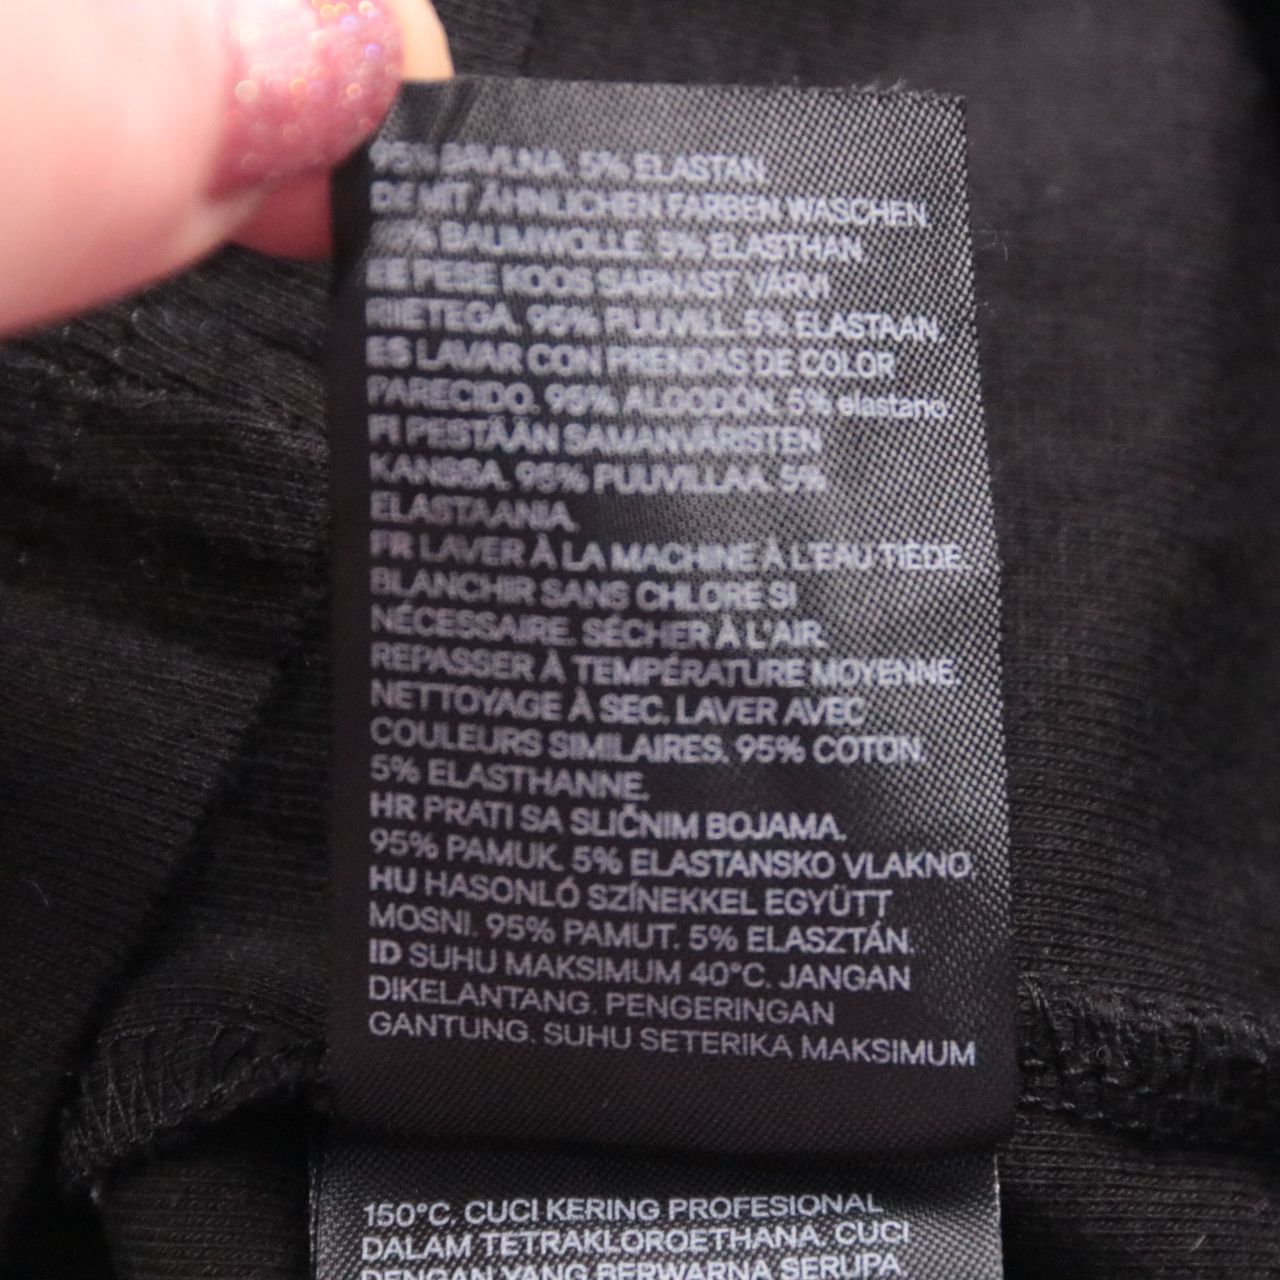 95% BAVLNA. 5% ELASTAN
DE MIT ÄHNLICHEN FARBEN WASCHEN.
95% BAUMWOLLE. 5% ELASTHAN
EE PESE KOOS SARNAST VÄRVI
RIIETEGA. 95% PUUVILL. 5% ELASTAAN.
ES LAVAR CON PRENDAS DE COLOR
PARECIDO. 95% ALGODÓN. 5% elastano.
FI PESTÄÄN SAMANVÄRISTEN
KANSSA. 95% PUUVILLAA. 5%
ELASTAANIA.
FR LAVER À LA MACHINE À L'EAU TIÈDE.
BLANCHIR SANS CHLORE SI
NÉCESSAIRE. SÉCHER À L'AIR.
REPASSER À TEMPÉRATURE MOYENNE.
NETTOYAGE À SEC. LAVER AVEC
COULEURS SIMILAIRES. 95% COTON.
5% ELASTHANNE.
HR PRATI SA SLIČNIM BOJAMA.
95% PAMUK. 5% ELASTANSKO VLAKNO.
HU HASONLÓ SZÍNEKKEL EGYÜTT
MOSNI. 95% PAMUT. 5% ELASZTÁN.
ID SUHU MAKSIMUM 40°C. JANGAN
DIKELANTANG. PENGERINGAN
GANTUNG. SUHU SETERIKA MAKSIMUM
150°C. CUCI KERING PROFESIONAL
DALAM TETRAKLOROETHANA. CUCI
DENGAN YANG BERWARNA SERUPA